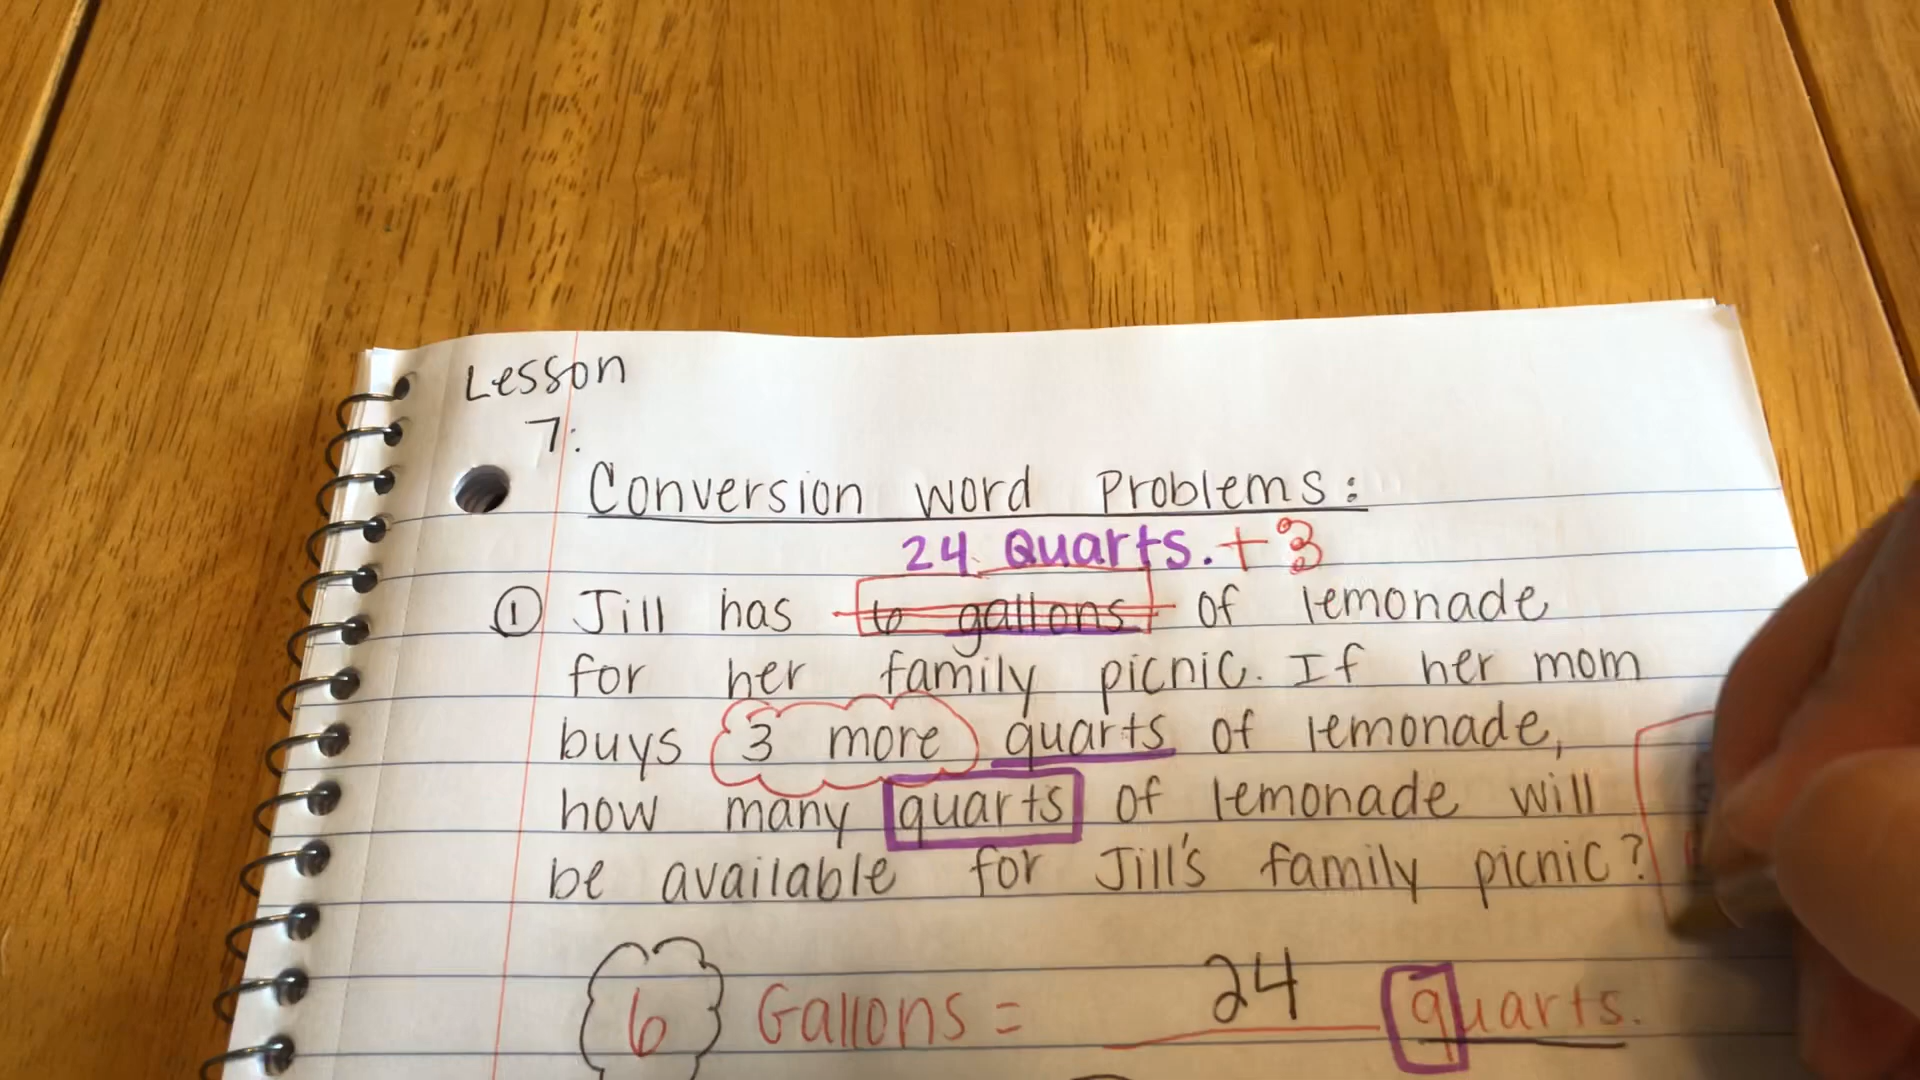 Lesson
7:
Conversion word Problems:
24 Quarts. + 3
① Jill has 6 gallons of lemonade
for her family picnic. If her mom
buys 3 more quarts of lemonade,
how many quarts of lemonade will
be available for Jill's family picnic?
6 Gallons = 24 quarts.